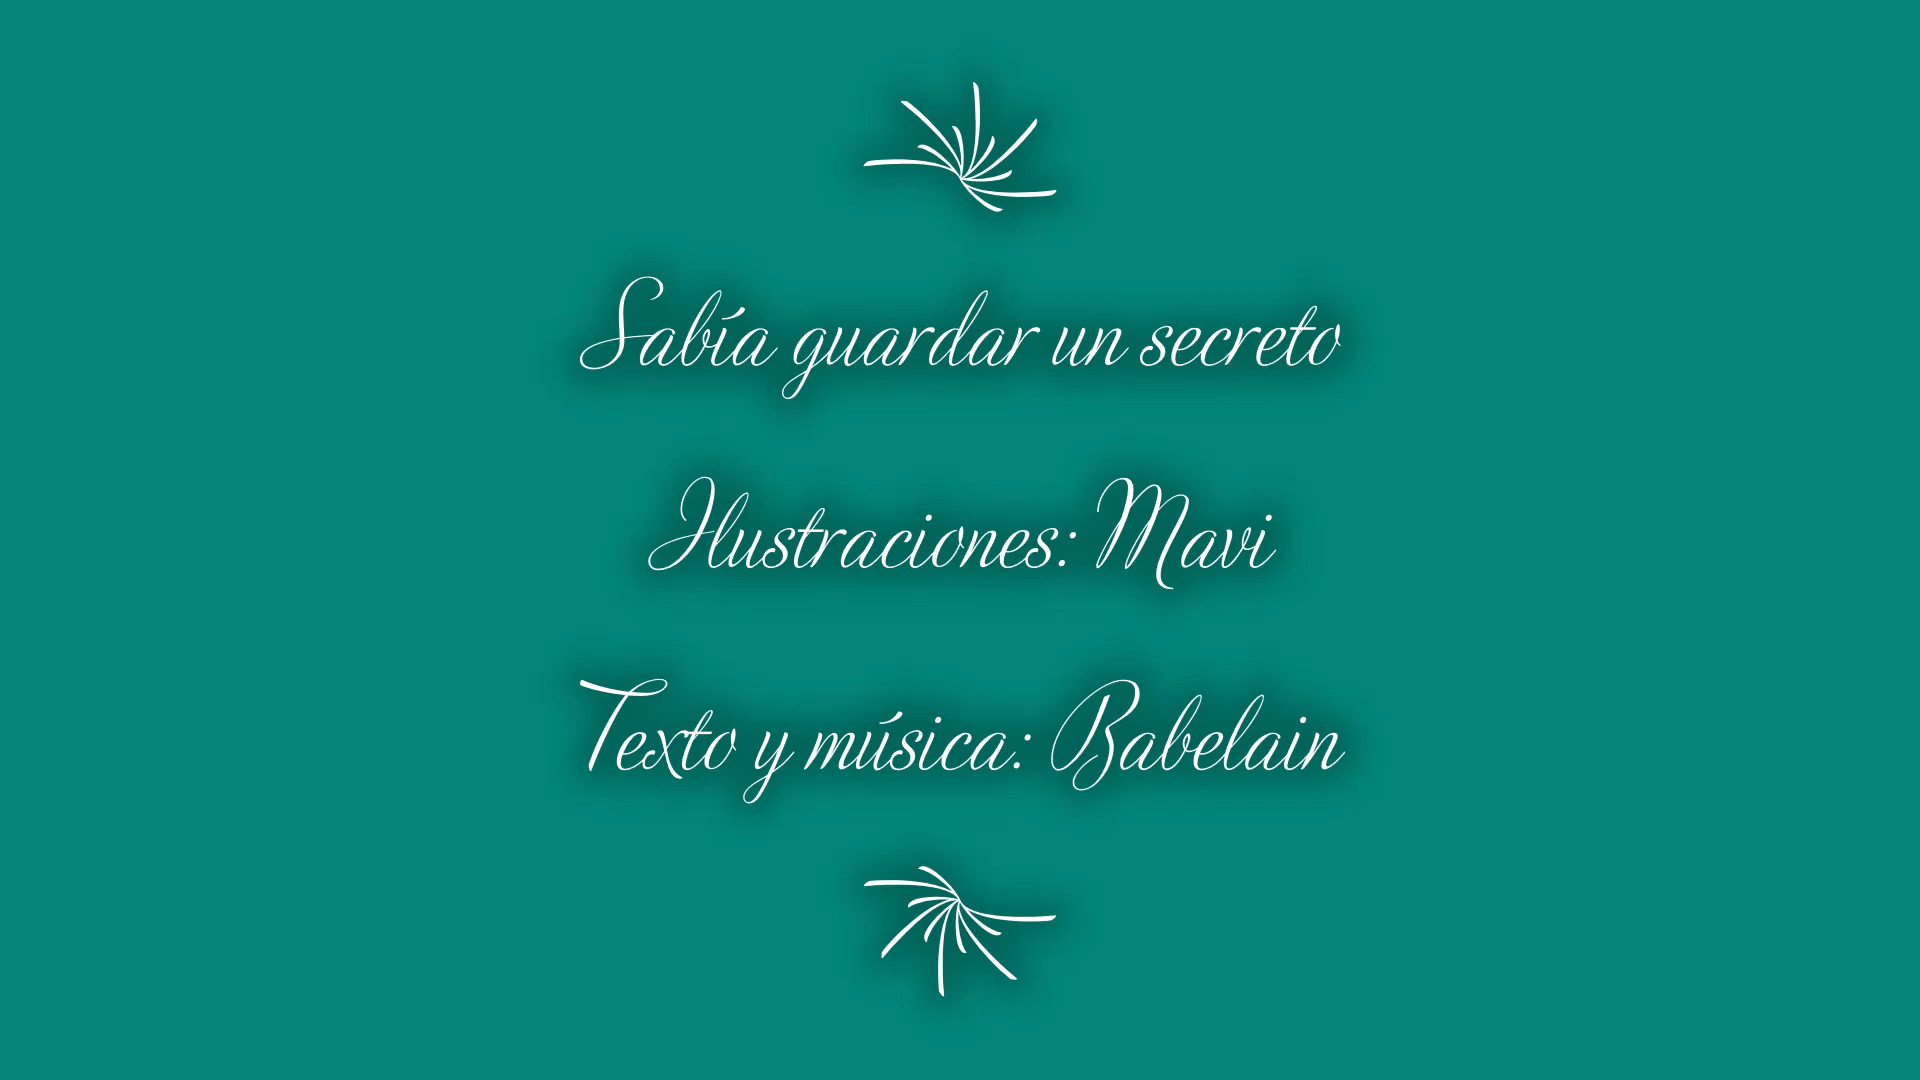 Sabía guardar un secreto
Ilustraciones: Mavi
Texto y música: Babelain